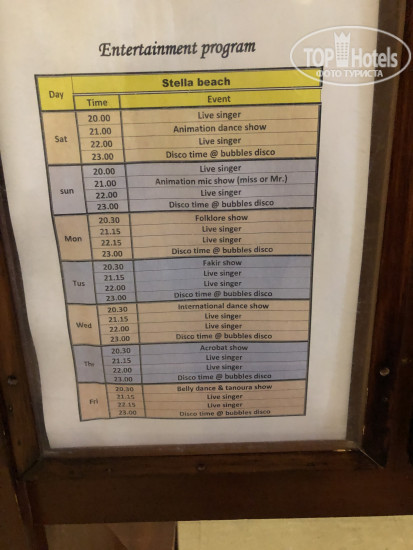 TOPHotels
ФОТО ТУРИСТА
Entertainment program
Day Stella beach
Time Event
Sat
20.00 Live singer
21.00 Animation dance show
22.00 Live singer
23.00 Disco time @ bubbles disco
sun
20.00 Live singer
21.00 Animation mic show (miss or Mr.)
22.00 Live singer
23.00 Disco time @ bubbles disco
Mon
20.30 Folklore show
21.15 Live singer
22.15 Live singer
23.00 Disco time @ bubbles disco
Tus
20.30 Fakir show
21.15 Live singer
22.00 Live singer
23.00 Disco time @ bubbles disco
Wed
20.30 International dance show
21.15 Live singer
22.00 Live singer
23.00 Disco time @ bubbles disco
The
20.30 Acrobat show
21.15 Live singer
22.00 Live singer
23.00 Disco time @ bubbles disco
Fri
20.30 Belly dance & tanoura show
21.15 Live singer
22.15 Live singer
23.00 Disco time @ bubbles disco